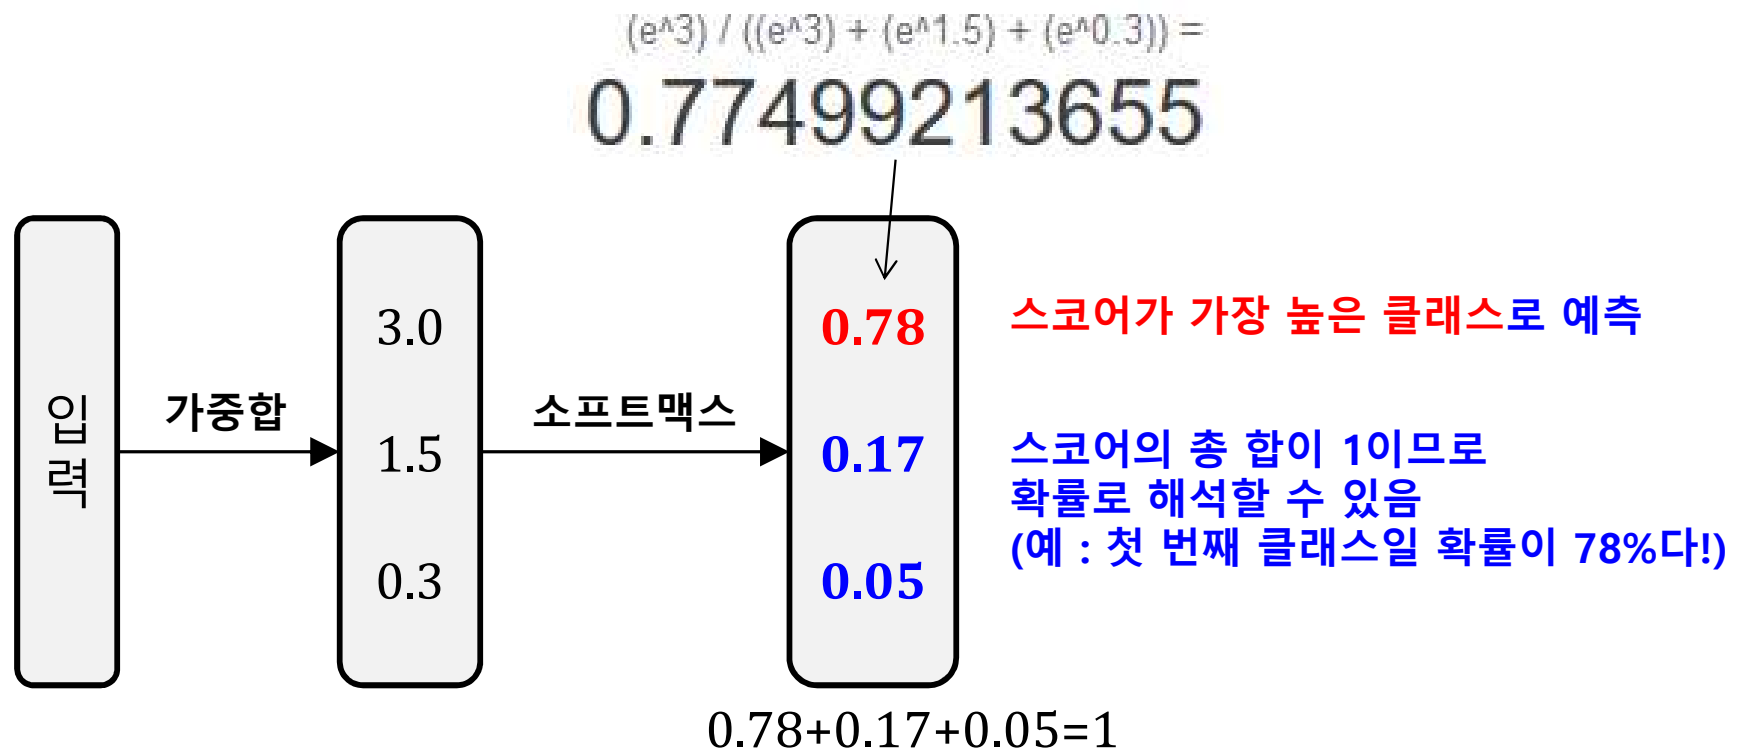 (e^3) / ((e^3) + (e^1.5) + (e^0.3)) =
0.77499213655
입
력
가중합
3.0
1.5
0.3
소프트맥스
0.78
0.17
0.05
스코어가 가장 높은 클래스로 예측
스코어의 총 합이 1이므로
확률로 해석할 수 있음
(예 : 첫 번째 클래스일 확률이 78%다!)
0.78+0.17+0.05=1